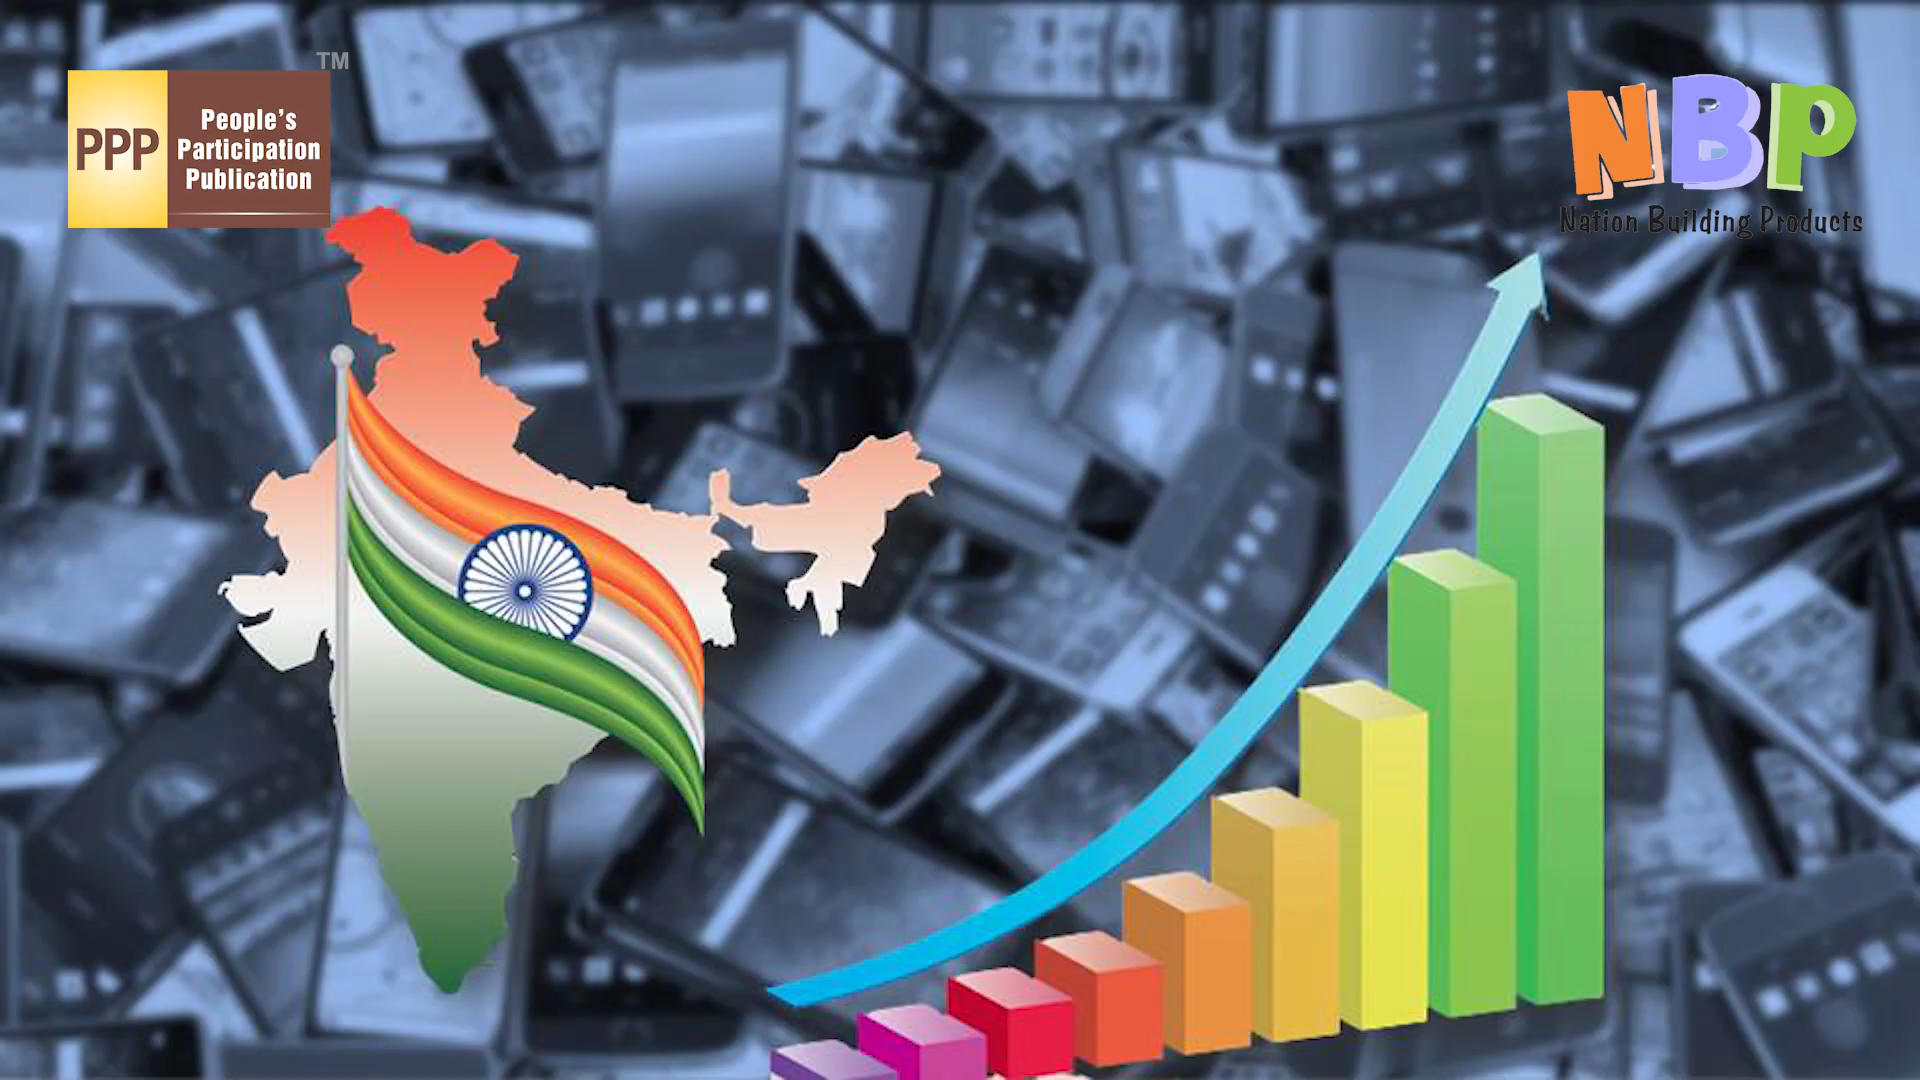 TM
PPP
People's
Participation
Publication
NBP
Nation Building Products